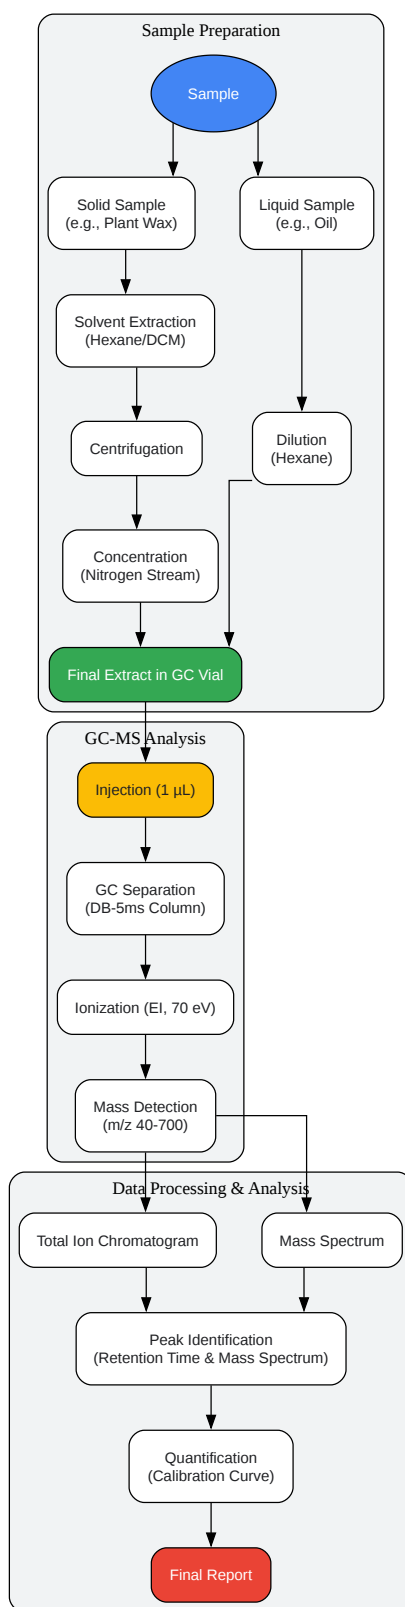 Sample Preparation
Sample
Solid Sample
(e.g., Plant Wax)
Liquid Sample
(e.g., Oil)
Solvent Extraction
(Hexane/DCM)
Centrifugation
Dilution
(Hexane)
Concentration
(Nitrogen Stream)
Final Extract in GC Vial
GC-MS Analysis
Injection (1 µL)
GC Separation
(DB-5ms Column)
Ionization (EI, 70 eV)
Mass Detection
(m/z 40-700)
Data Processing & Analysis
Total Ion Chromatogram
Mass Spectrum
Peak Identification
(Retention Time & Mass Spectrum)
Quantification
(Calibration Curve)
Final Report